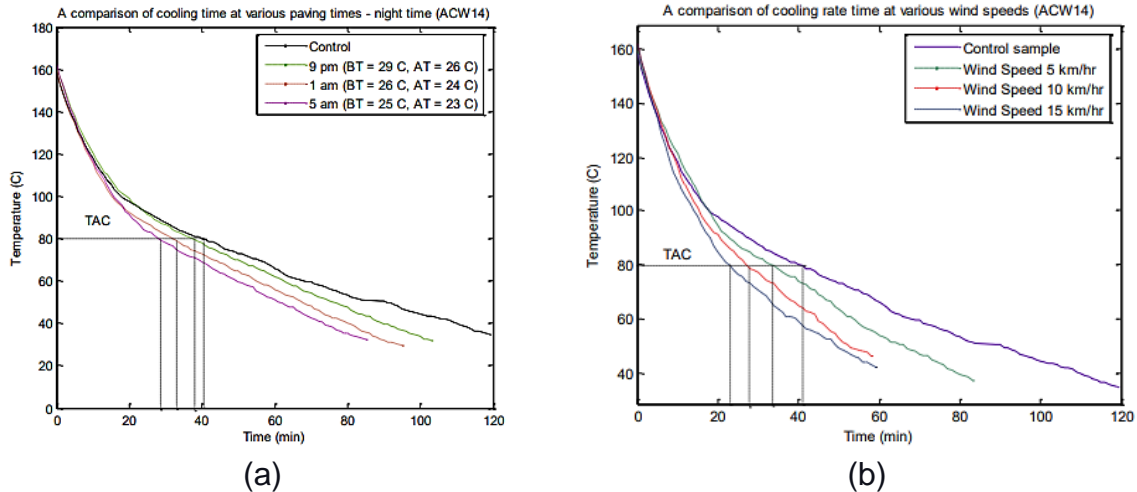 A comparison of cooling time at various paving times - night time (ACW14)
Control
9 pm (BT = 29 C, AT = 26 C)
1 am (BT = 26 C, AT = 24 C)
5 am (BT = 25 C, AT = 23 C)
180
160
140
120
100
80
60
40
20
0
TAC
Temperature (C)
0 20 40 60 80 100 120
Time (min)
(a)
A comparison of cooling rate time at various wind speeds (ACW14)
Control sample
Wind Speed 5 km/hr
Wind Speed 10 km/hr
Wind Speed 15 km/hr
160
140
120
100
80
60
40
TAC
Temperature (C)
0 20 40 60 80 100 120
Time (min)
(b)